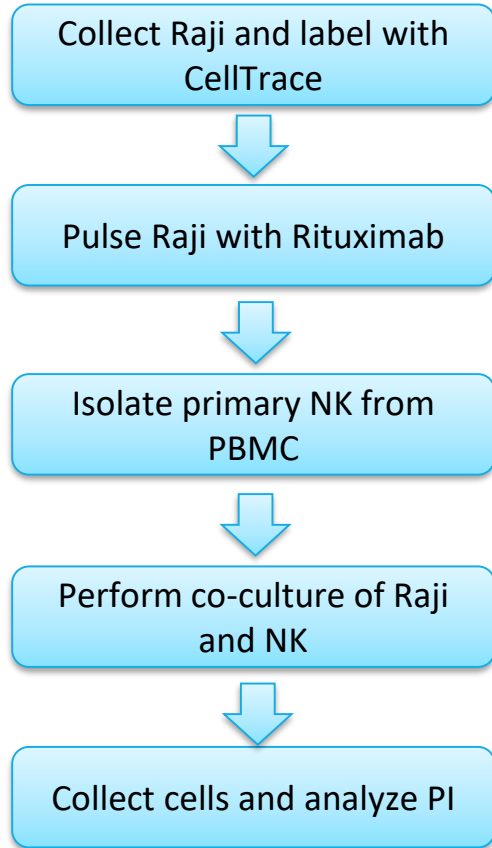 Collect Raji and label with
CellTrace
Pulse Raji with Rituximab
Isolate primary NK from
PBMC
Perform co-culture of Raji
and NK
Collect cells and analyze PI